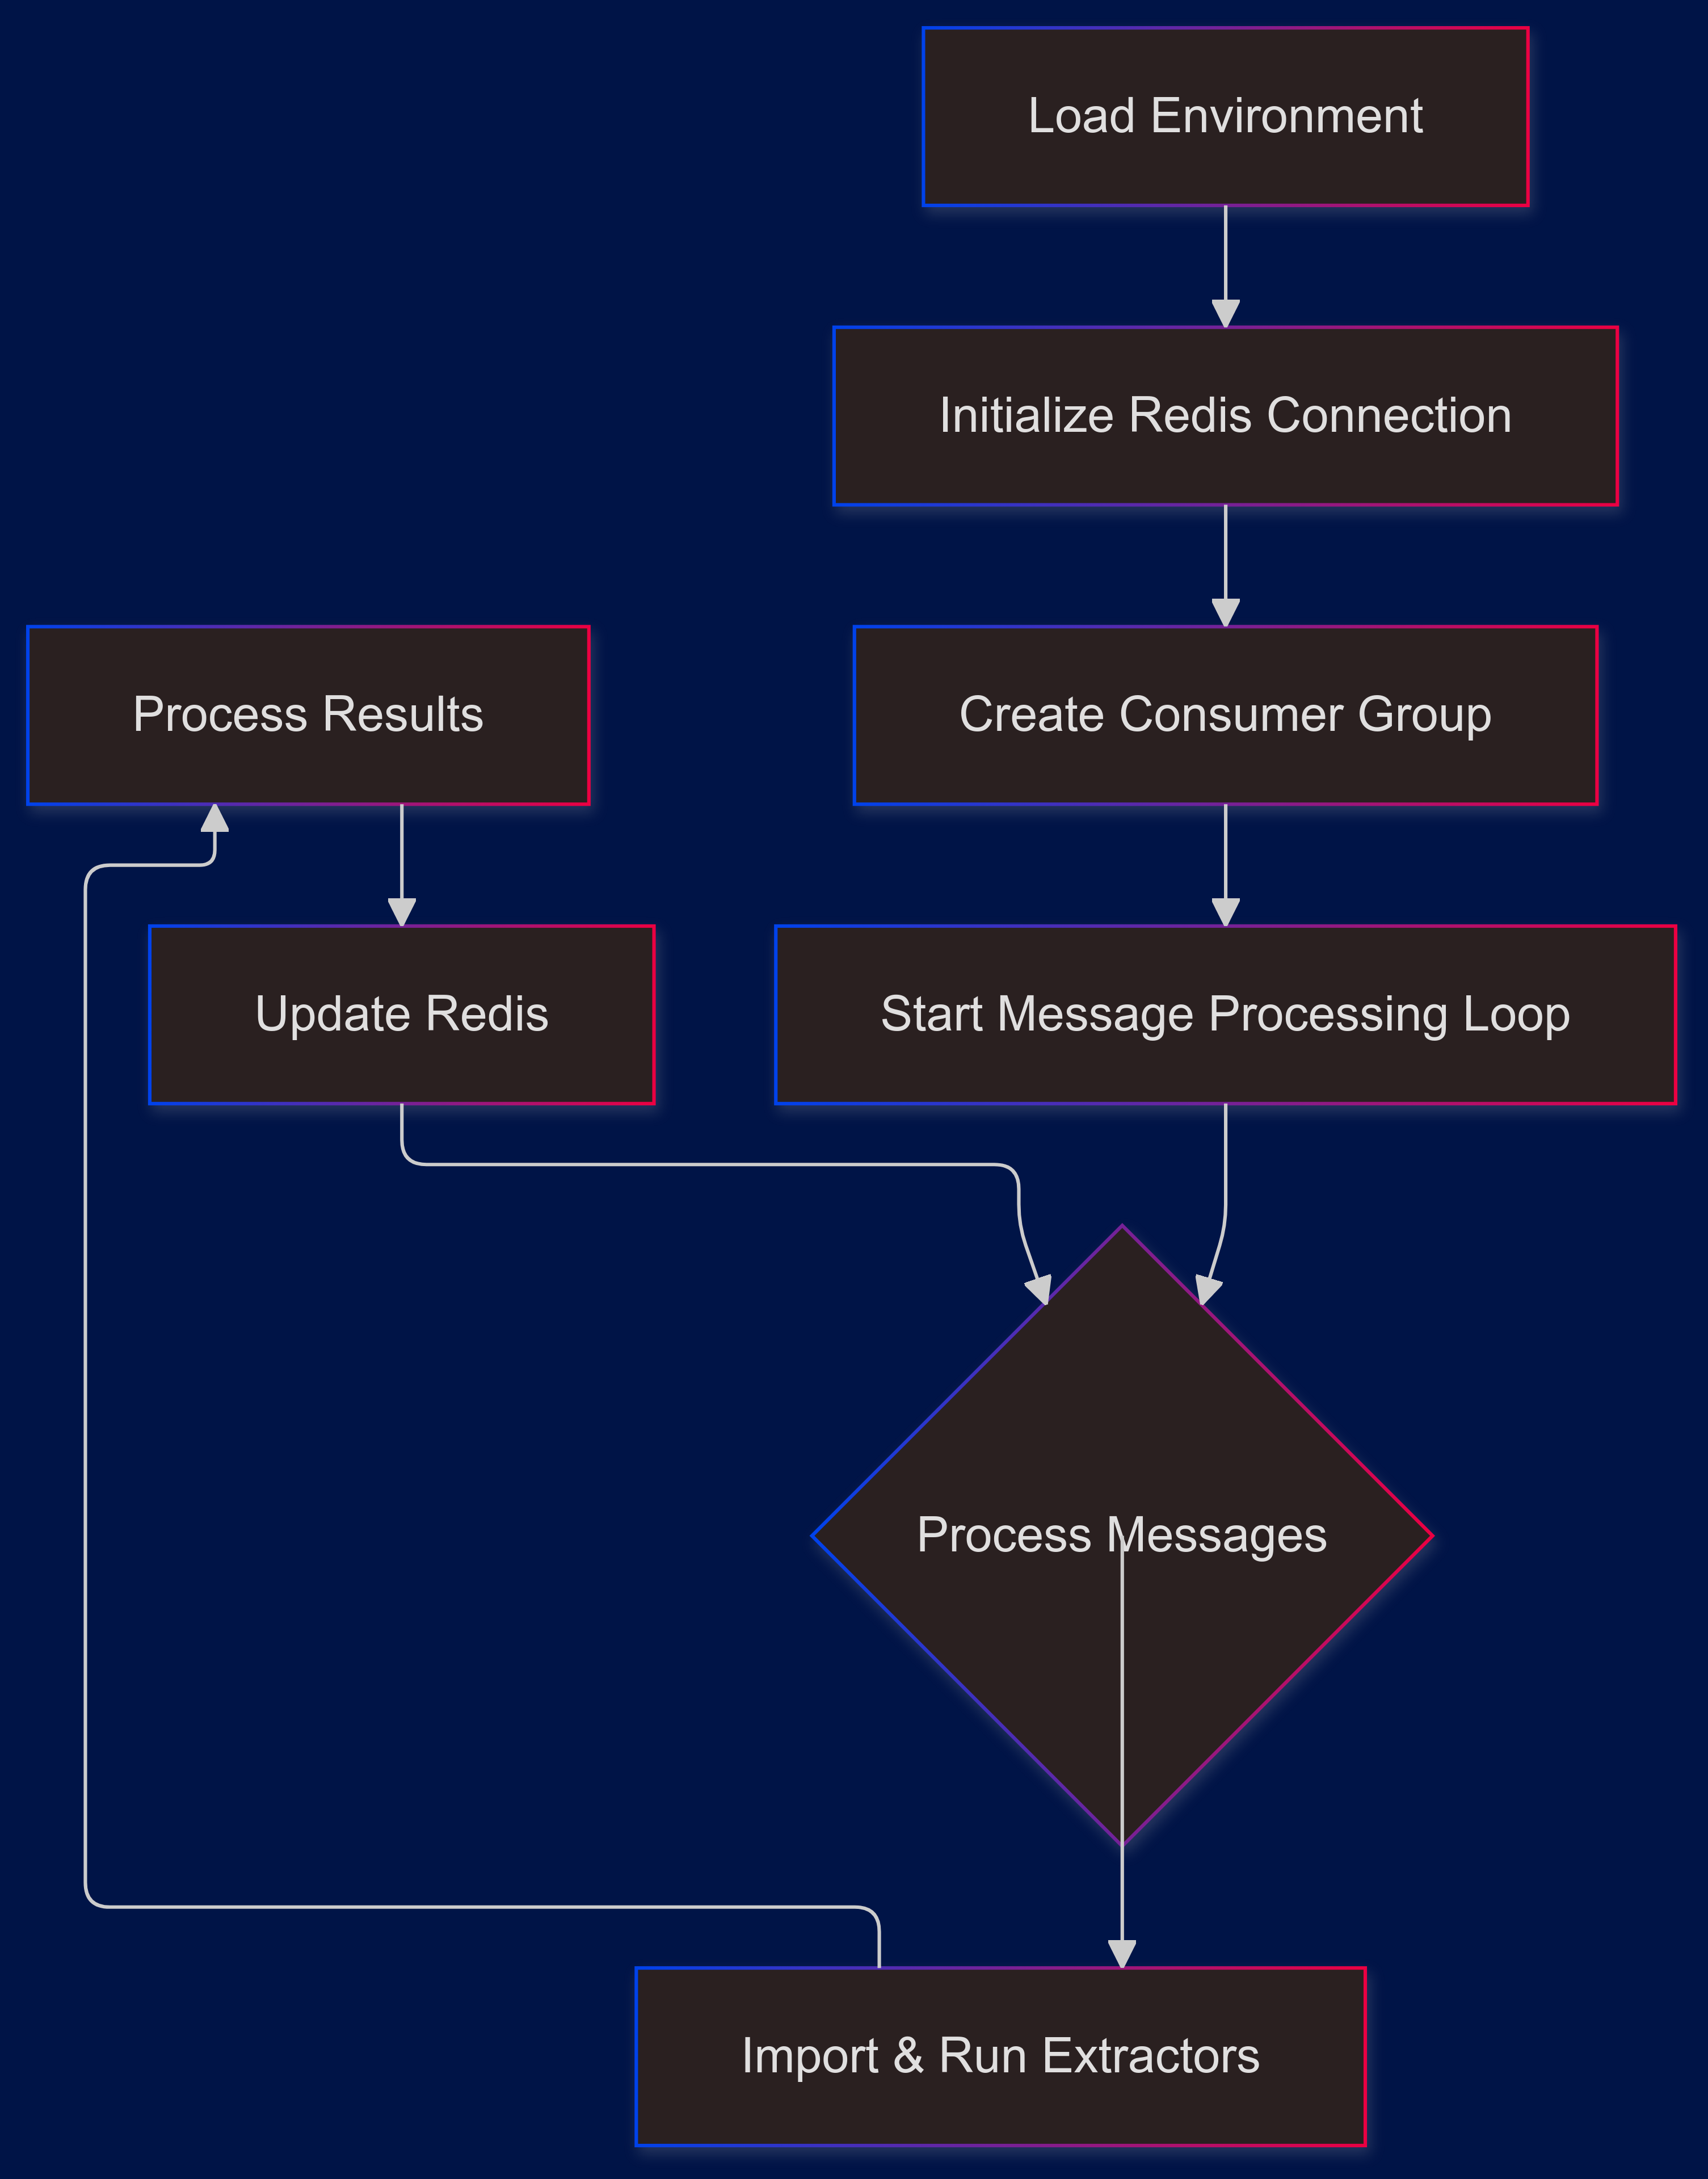 Load Environment
Initialize Redis Connection
Create Consumer Group
Process Results
Update Redis
Start Message Processing Loop
Process Messages
Import & Run Extractors